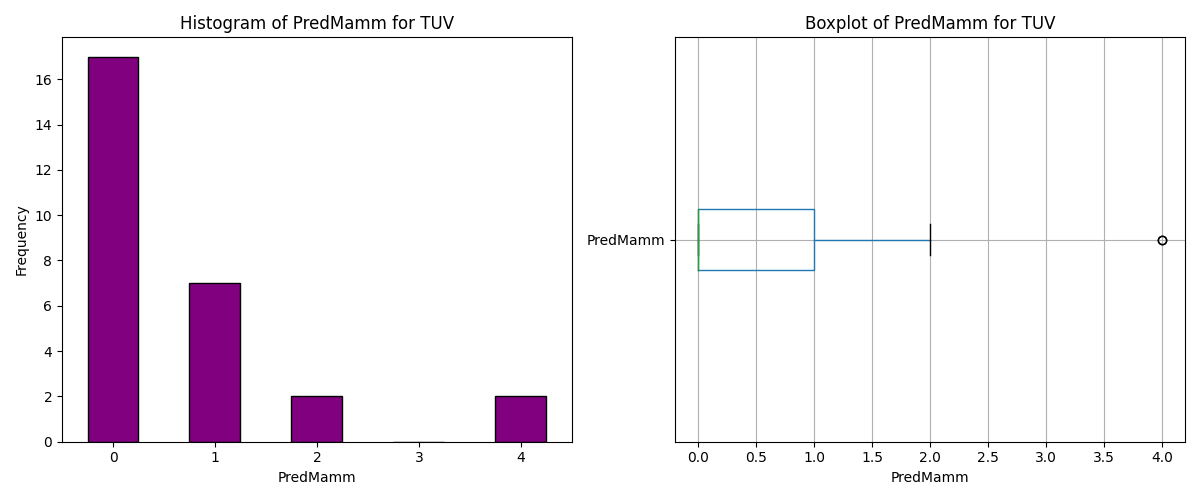 Histogram of PredMamm for TUV
Frequency
16
14
12
10
8
6
4
2
0
0 1 2 3 4
PredMamm
Boxplot of PredMamm for TUV
PredMamm
0.0 0.5 1.0 1.5 2.0 2.5 3.0 3.5 4.0
PredMamm